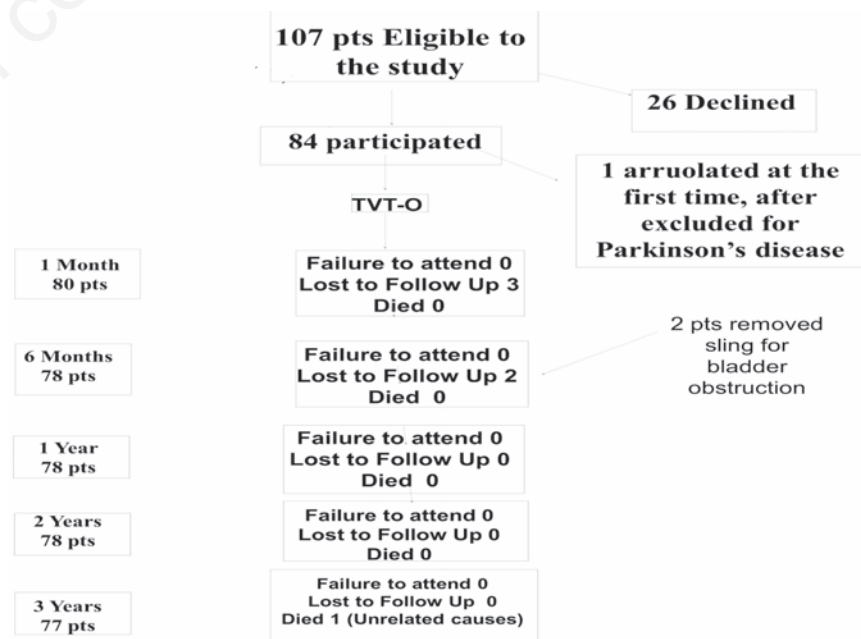 107 pts Eligible to
the study
26 Declined
84 participated
1 arruolated at the
first time, after
excluded for
Parkinson's disease
TVT-O
1 Month
80 pts
Failure to attend 0
Lost to Follow Up 3
Died 0
2 pts removed
sling for
bladder
obstruction
6 Months
78 pts
Failure to attend 0
Lost to Follow Up 2
Died 0
1 Year
78 pts
Failure to attend 0
Lost to Follow Up 0
Died 0
2 Years
78 pts
Failure to attend 0
Lost to Follow Up 0
Died 0
3 Years
77 pts
Failure to attend 0
Lost to Follow Up 0
Died 1 (Unrelated causes)